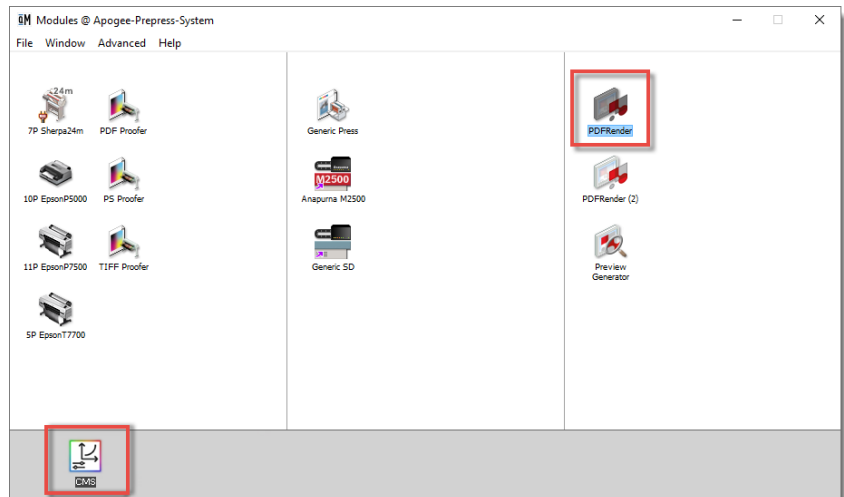 QM Modules @ Apogee-Prepress-System
File Window Advanced Help
24m
7P Sherpa24m PDF Proofer
Generic Press
PDFRender
10P EpsonP5000 PS Proofer
M2500
Anapurna M2500
PDFRender (2)
11P EpsonP7500 TIFF Proofer
Generic SD
Preview
Generator
5P EpsonT7700
CMS